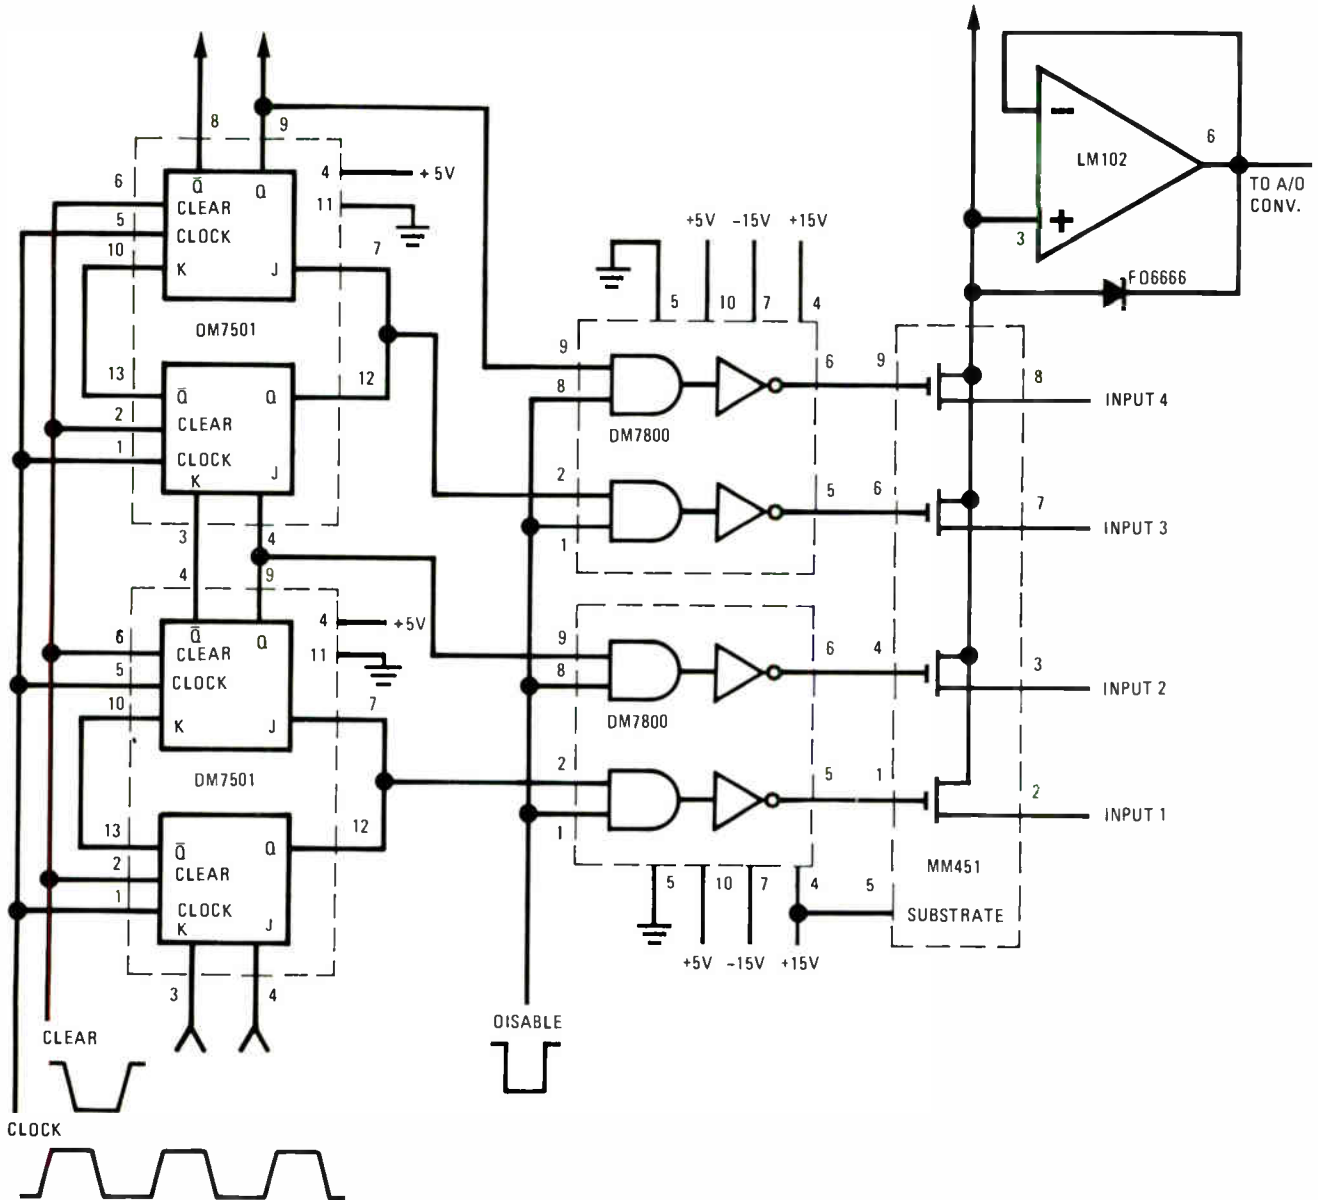 8 9
6 Q̄ Q 4 +5V
CLEAR
5 11
CLOCK
10 7
K J
OM7501
13 12
Q̄ Q
2 CLEAR
1 CLOCK
K J
3 4
4 9
Q̄ Q 4 +5V
6 CLEAR
11
5 CLOCK
10 7
K J
DM7501
13 12
Q̄ Q
2 CLEAR
1 CLOCK
K J
3 4
CLEAR
CLOCK
+5V -15V +15V
5 10 7 4
9 6 9
8
DM7800
2 5 6
1
9 6 4
8
DM7800
2 5 1
1
5 10 7 4 5
+5V -15V +15V
DISABLE
--- 6
LM102
TO A/D
CONV.
3 +
FD6666
8 INPUT 4
7 INPUT 3
3 INPUT 2
2 INPUT 1
MM451
SUBSTRATE